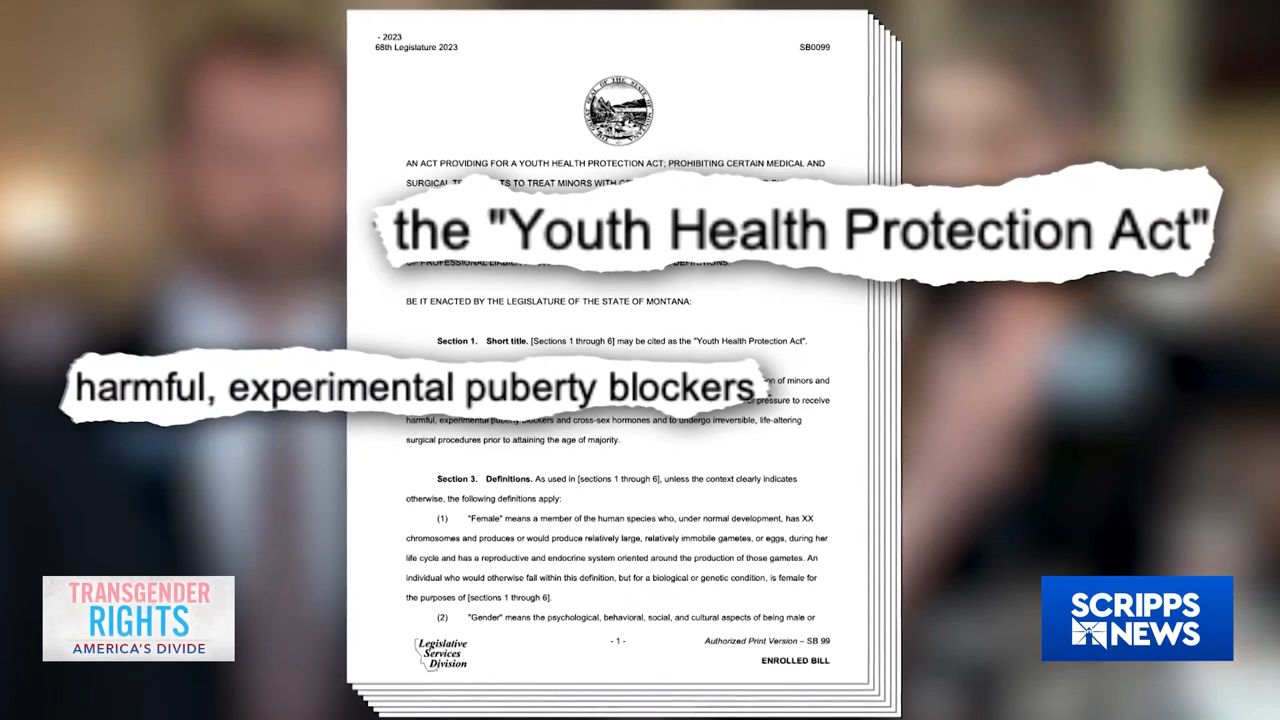 - 2023
68th Legislature 2023
SB0099
AN ACT PROVIDING FOR A YOUTH HEALTH PROTECTION ACT; PROHIBITING CERTAIN MEDICAL AND
SURGICAL TO TREAT MINORS WITH
the "Youth Health Protection Act"
OF PROFESSIONAL DEFINITIONS.
BE IT ENACTED BY THE LEGISLATURE OF THE STATE OF MONTANA:
Section 1. Short title. [Sections 1 through 6] may be cited as the "Youth Health Protection Act".
harmful, experimental puberty blockers
of minors and
pressure to receive
harmful, experimental puberty blockers and cross-sex hormones and to undergo irreversible, life-altering
surgical procedures prior to attaining the age of majority.
Section 3. Definitions. As used in [sections 1 through 6], unless the context clearly indicates
otherwise, the following definitions apply:
(1) "Female" means a member of the human species who, under normal development, has XX
chromosomes and produces or would produce relatively large, relatively immobile gametes, or eggs, during her
life cycle and has a reproductive and endocrine system oriented around the production of those gametes. An
individual who would otherwise fall within this definition, but for a biological or genetic condition, is female for
the purposes of [sections 1 through 6].
(2) "Gender" means the psychological, behavioral, social, and cultural aspects of being male or
Legislative
Services
Division
- 1 -
Authorized Print Version – SB 99
ENROLLED BILL
TRANSGENDER
RIGHTS
AMERICA'S DIVIDE
SCRIPPS
NEWS